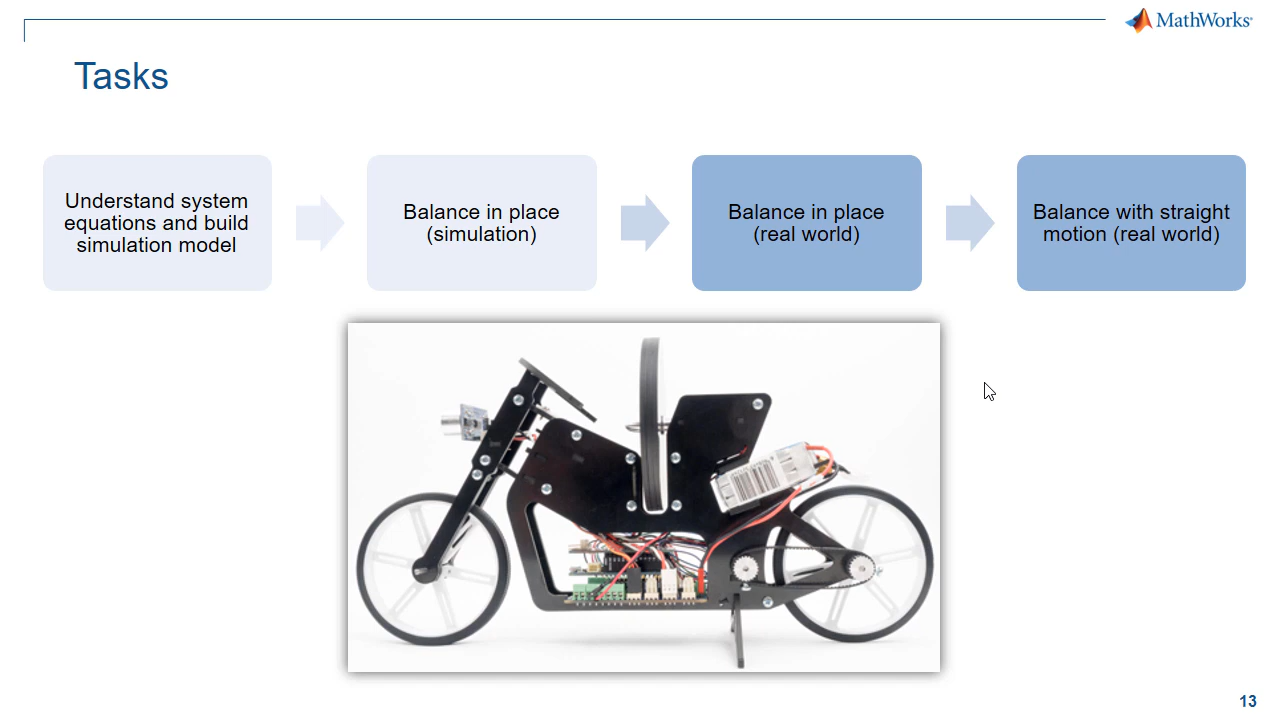 MathWorks®
Tasks
Understand system
equations and build
simulation model
Balance in place
(simulation)
Balance in place
(real world)
Balance with straight
motion (real world)
13